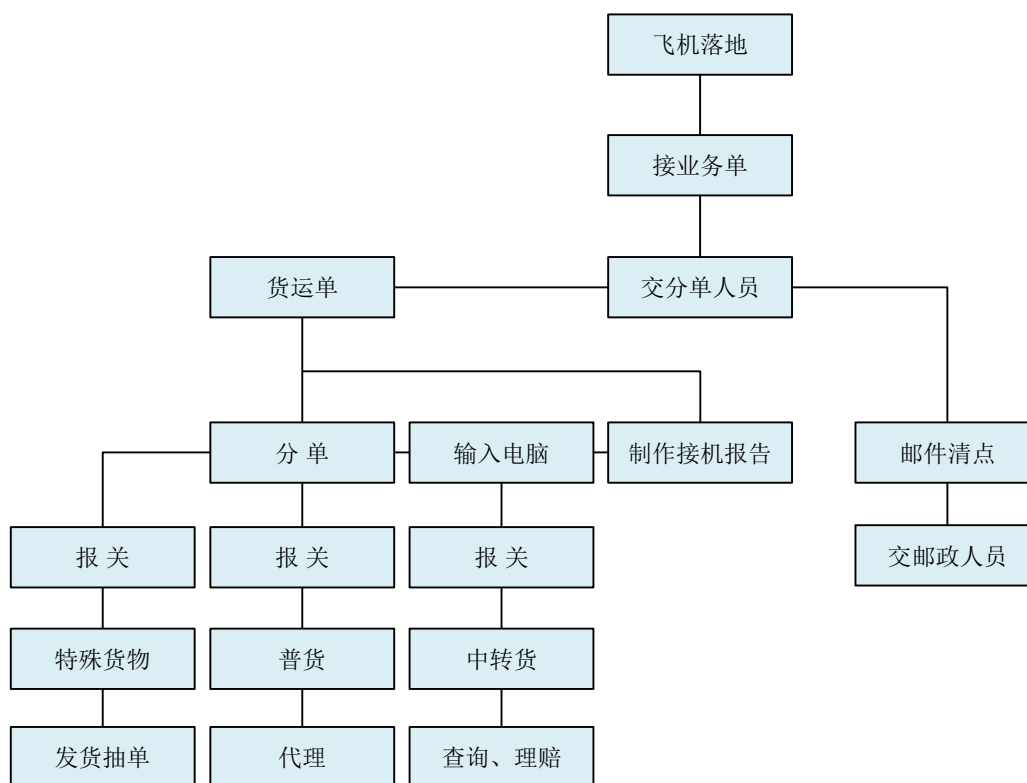 飞机落地
接业务单
货运单
交分单人员
分 单
输入电脑
制作接机报告
邮件清点
报 关
报 关
报 关
交邮政人员
特殊货物
普货
中转货
发货抽单
代理
查询、理赔